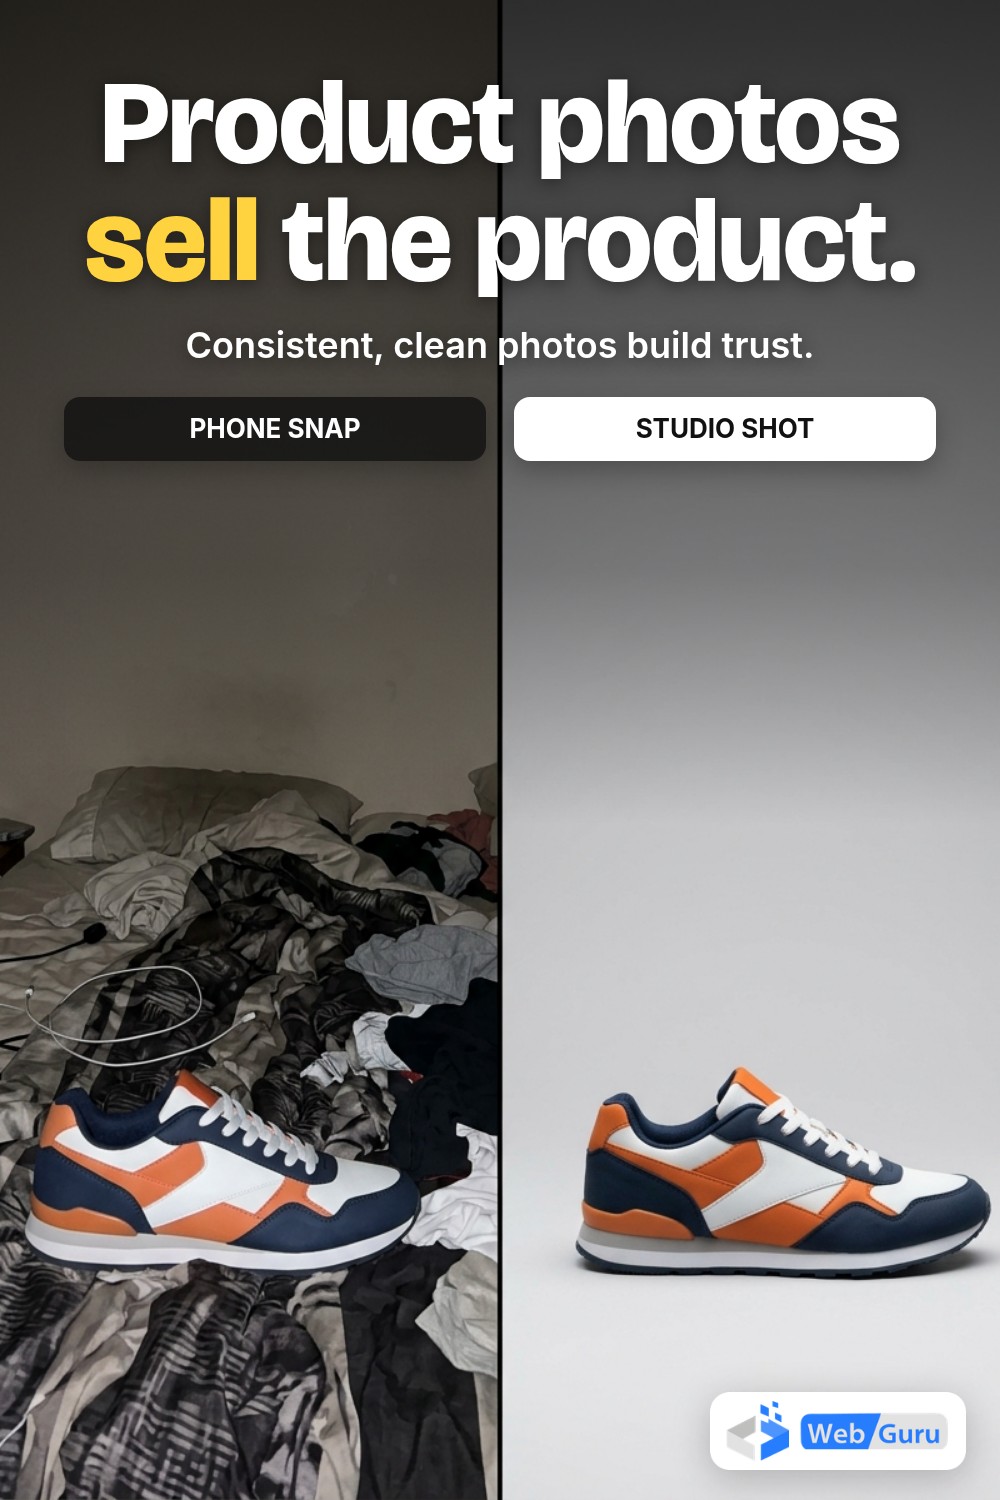 Product photos
sell the product.
Consistent, clean photos build trust.
PHONE SNAP
STUDIO SHOT
Web Guru